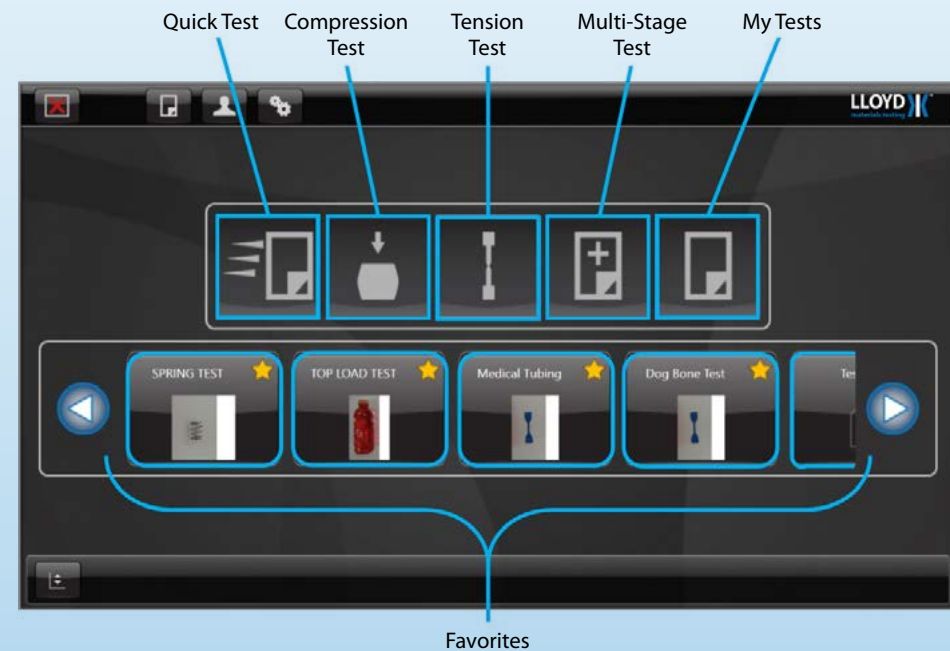 Quick Test
Compression
Test
Tension
Test
Multi-Stage
Test
My Tests
LLOYD
materials testing
SPRING TEST
TOP LOAD TEST
Medical Tubing
Dog Bone Test
Favorites